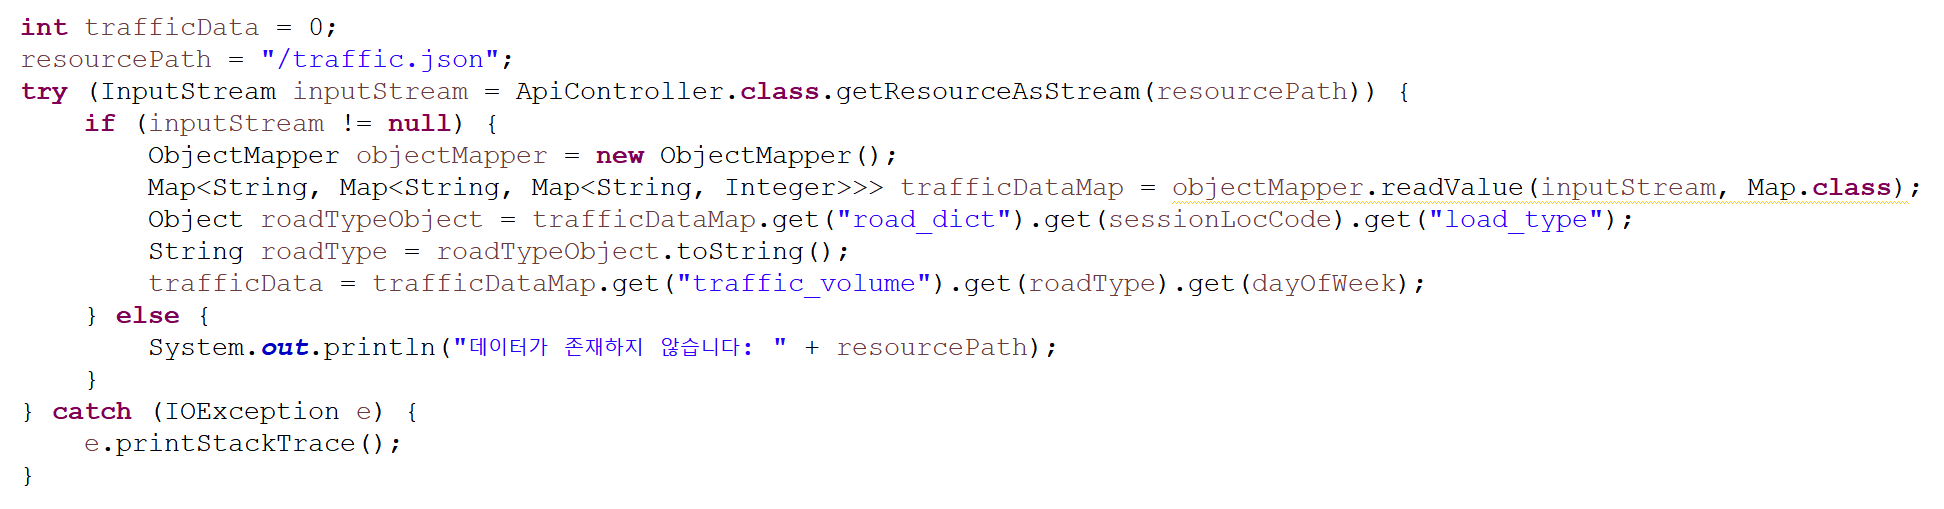 int trafficData = 0;
resourcePath = "/traffic.json";
try (InputStream inputStream = ApiController.class.getResourceAsStream(resourcePath)) {
    if (inputStream != null) {
        ObjectMapper objectMapper = new ObjectMapper();
        Map<String, Map<String, Map<String, Integer>>> trafficDataMap = objectMapper.readValue(inputStream, Map.class);
        Object roadTypeObject = trafficDataMap.get("road_dict").get(sessionLocCode).get("load_type");
        String roadType = roadTypeObject.toString();
        trafficData = trafficDataMap.get("traffic_volume").get(roadType).get(dayOfWeek);
    } else {
        System.out.println("데이터가 존재하지 않습니다: " + resourcePath);
    }
} catch (IOException e) {
    e.printStackTrace();
}